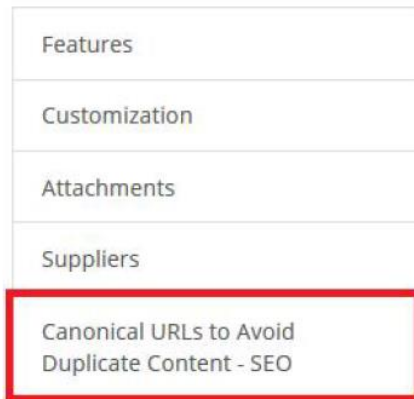 Features
Customization
Attachments
Suppliers
Canonical URLs to Avoid
Duplicate Content - SEO